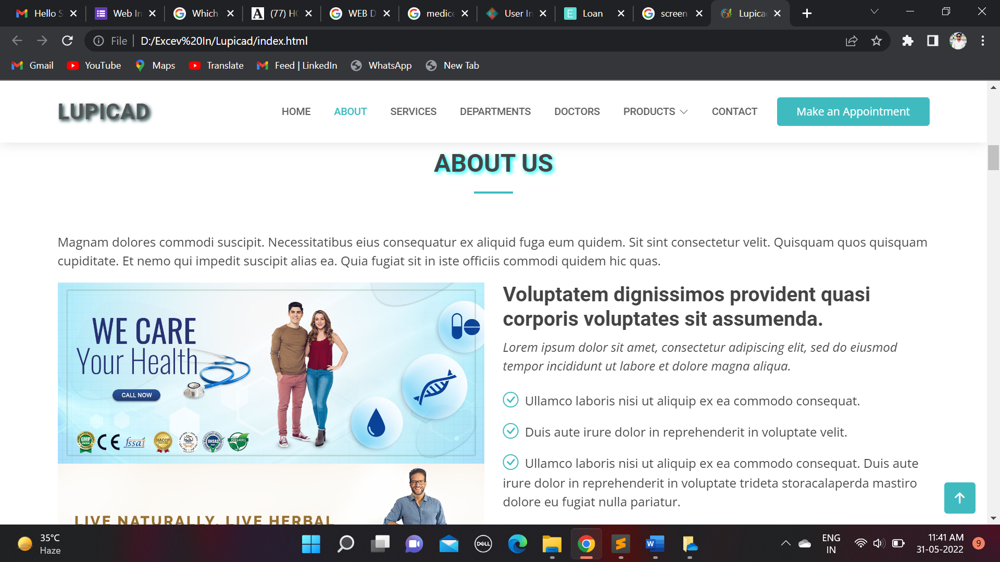 Hello S
Web In
Which
(77) HO
WEB D
medice
User In
Loan
screen
Lupicad
File
D:/Excev%20In/Lupicad/index.html
Gmail
YouTube
Maps
Translate
Feed | LinkedIn
WhatsApp
New Tab
LUPICAD
HOME
ABOUT
SERVICES
DEPARTMENTS
DOCTORS
PRODUCTS
CONTACT
Make an Appointment
ABOUT US
Magnam dolores commodi suscipit. Necessitatibus eius consequatur ex aliquid fuga eum quidem. Sit sint consectetur velit. Quisquam quos quisquam
cupiditate. Et nemo qui impedit suscipit alias ea. Quia fugiat sit in iste officiis commodi quidem hic quas.
WE CARE
Your Health
CALL NOW
GMP
CE
fssai
HACCP
OHSAS
ISO14001
LIVE NATURALLY, LIVE HERBAL
Voluptatem dignissimos provident quasi
corporis voluptates sit assumenda.
Lorem ipsum dolor sit amet, consectetur adipiscing elit, sed do eiusmod
tempor incididunt ut labore et dolore magna aliqua.
Ullamco laboris nisi ut aliquip ex ea commodo consequat.
Duis aute irure dolor in reprehenderit in voluptate velit.
Ullamco laboris nisi ut aliquip ex ea commodo consequat. Duis aute
irure dolor in reprehenderit in voluptate trideta storacalaperda mastiro
dolore eu fugiat nulla pariatur.
35°C
Haze
DELL
ENG
IN
11:41 AM
31-05-2022
9